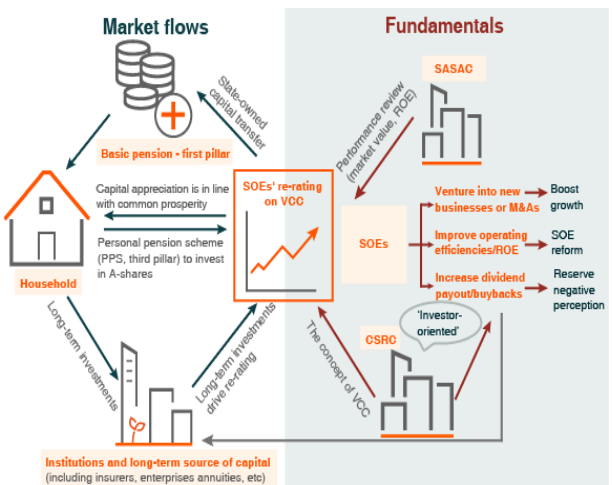 Market flows
Fundamentals
SASAC
State-owned
capital transfer
Performance review
(market value, ROE)
Basic pension - first pillar
Capital appreciation is in line
with common prosperity
SOEs' re-rating
on VCC
Venture into new
businesses or M&As
Boost
growth
Personal pension scheme
(PPS, third pillar) to invest
in A-shares
SOEs
Improve operating
efficiencies/ROE
SOE
reform
Household
Increase dividend
payout/buybacks
Reserve
negative
perception
'Investor-
oriented'
CSRC
Long-term investments
Long-term investments
drive re-rating
The concept of VCC
Institutions and long-term source of capital
(including insurers, enterprises annuities, etc)